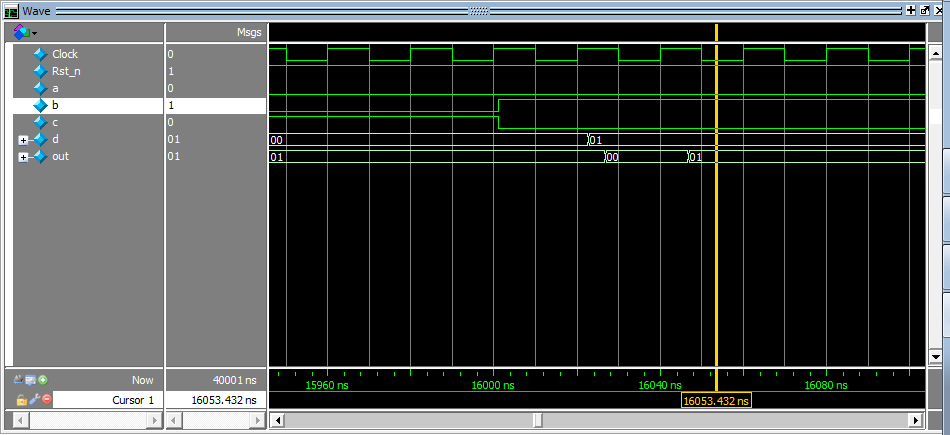 Wave
Msgs
Clock 0
Rst_n 1
a 0
b 1
c 0
d 01 00 01
out 01 01 00 01
Now 40001 ns 15960 ns 16000 ns 16040 ns 16080 ns
Cursor 1 16053.432 ns 16053.432 ns